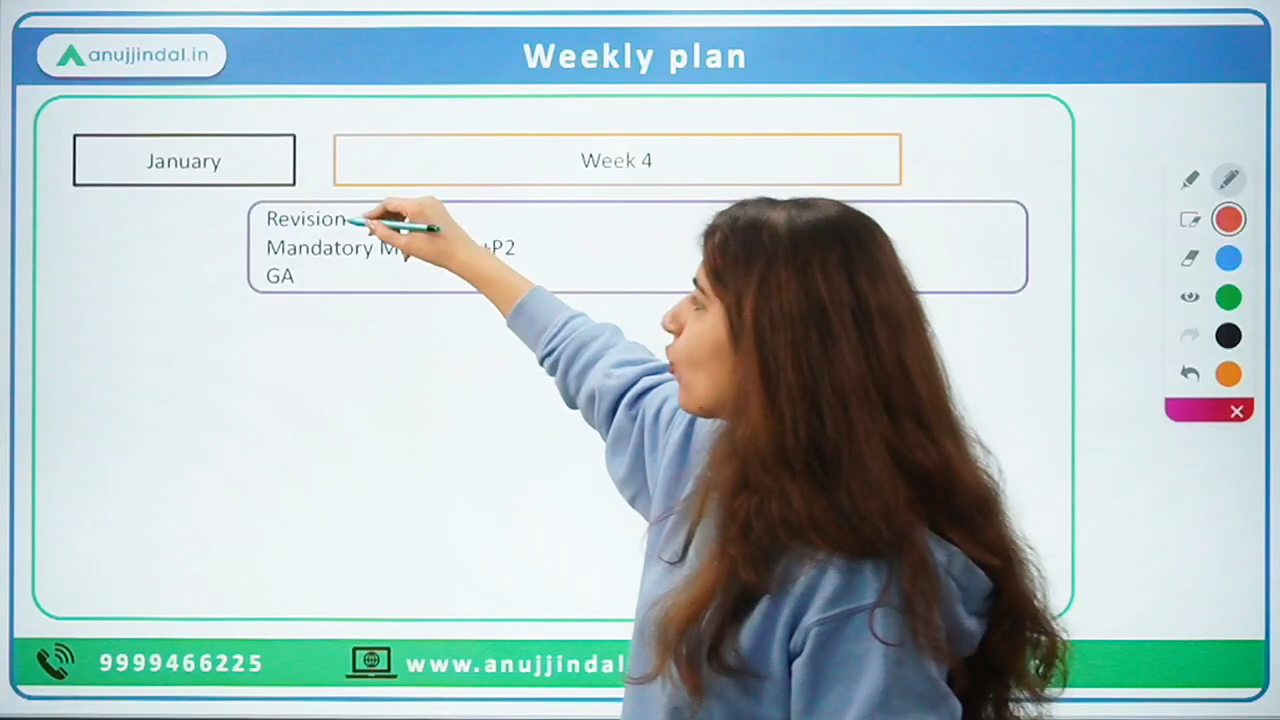 anujjindal.in
Weekly plan
January
Week 4
Revision
Mandatory P2
GA
9999466225
www.anujjindal